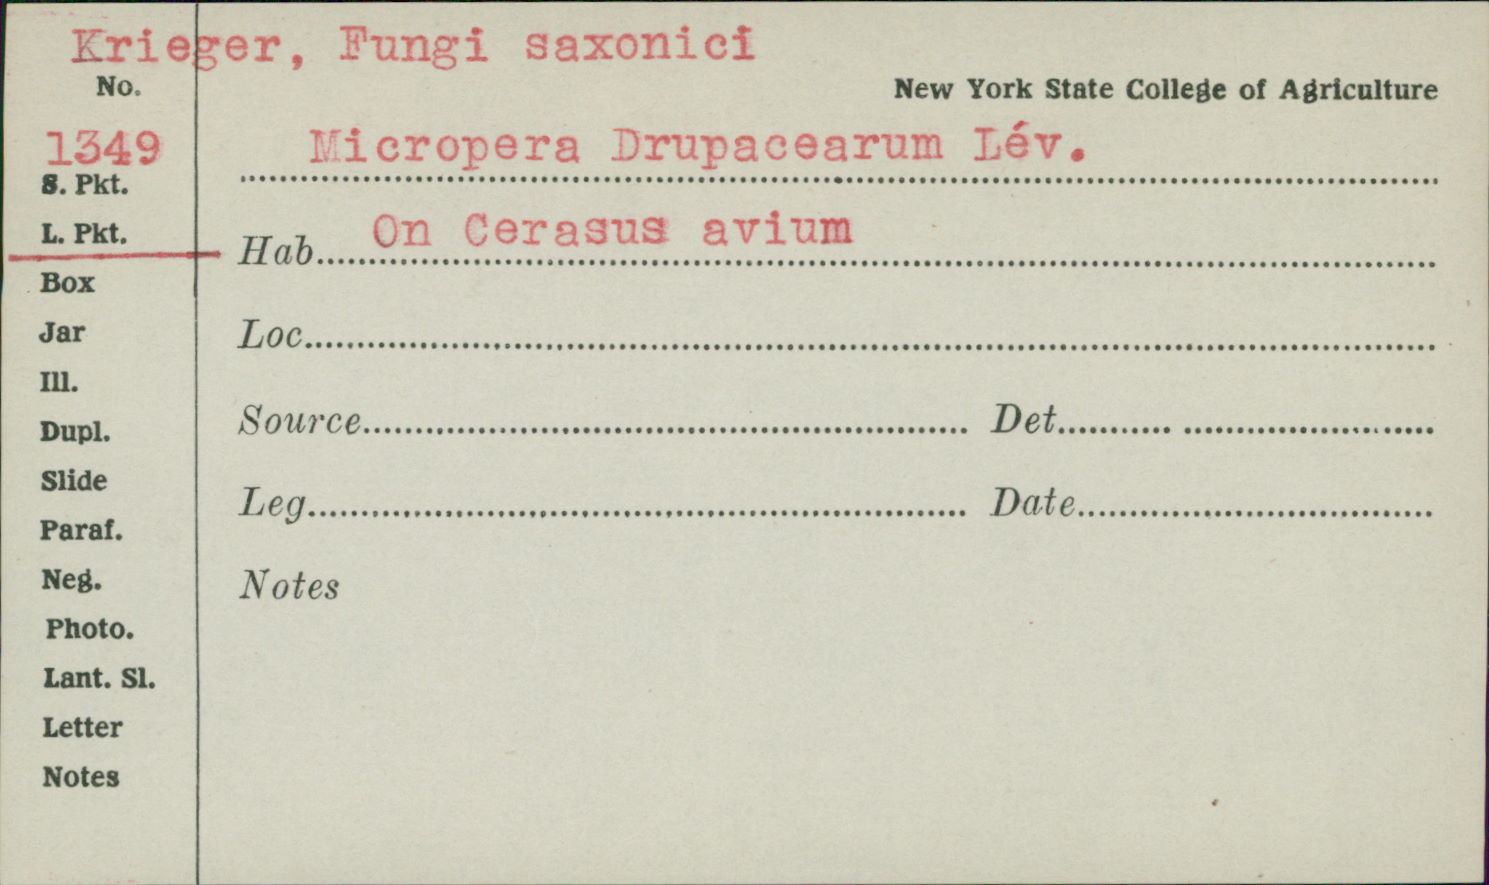 Krieger, Fungi saxonici
No.
New York State College of Agriculture
1349
Micropera Drupacearum Lév.
S. Pkt.
L. Pkt.
Hab. On Cerasus avium
Box
Loc.
Jar
Ill.
Source Det.
Dupl.
Slide
Leg. Date
Paraf.
Neg.
Notes
Photo.
Lant. Sl.
Letter
Notes